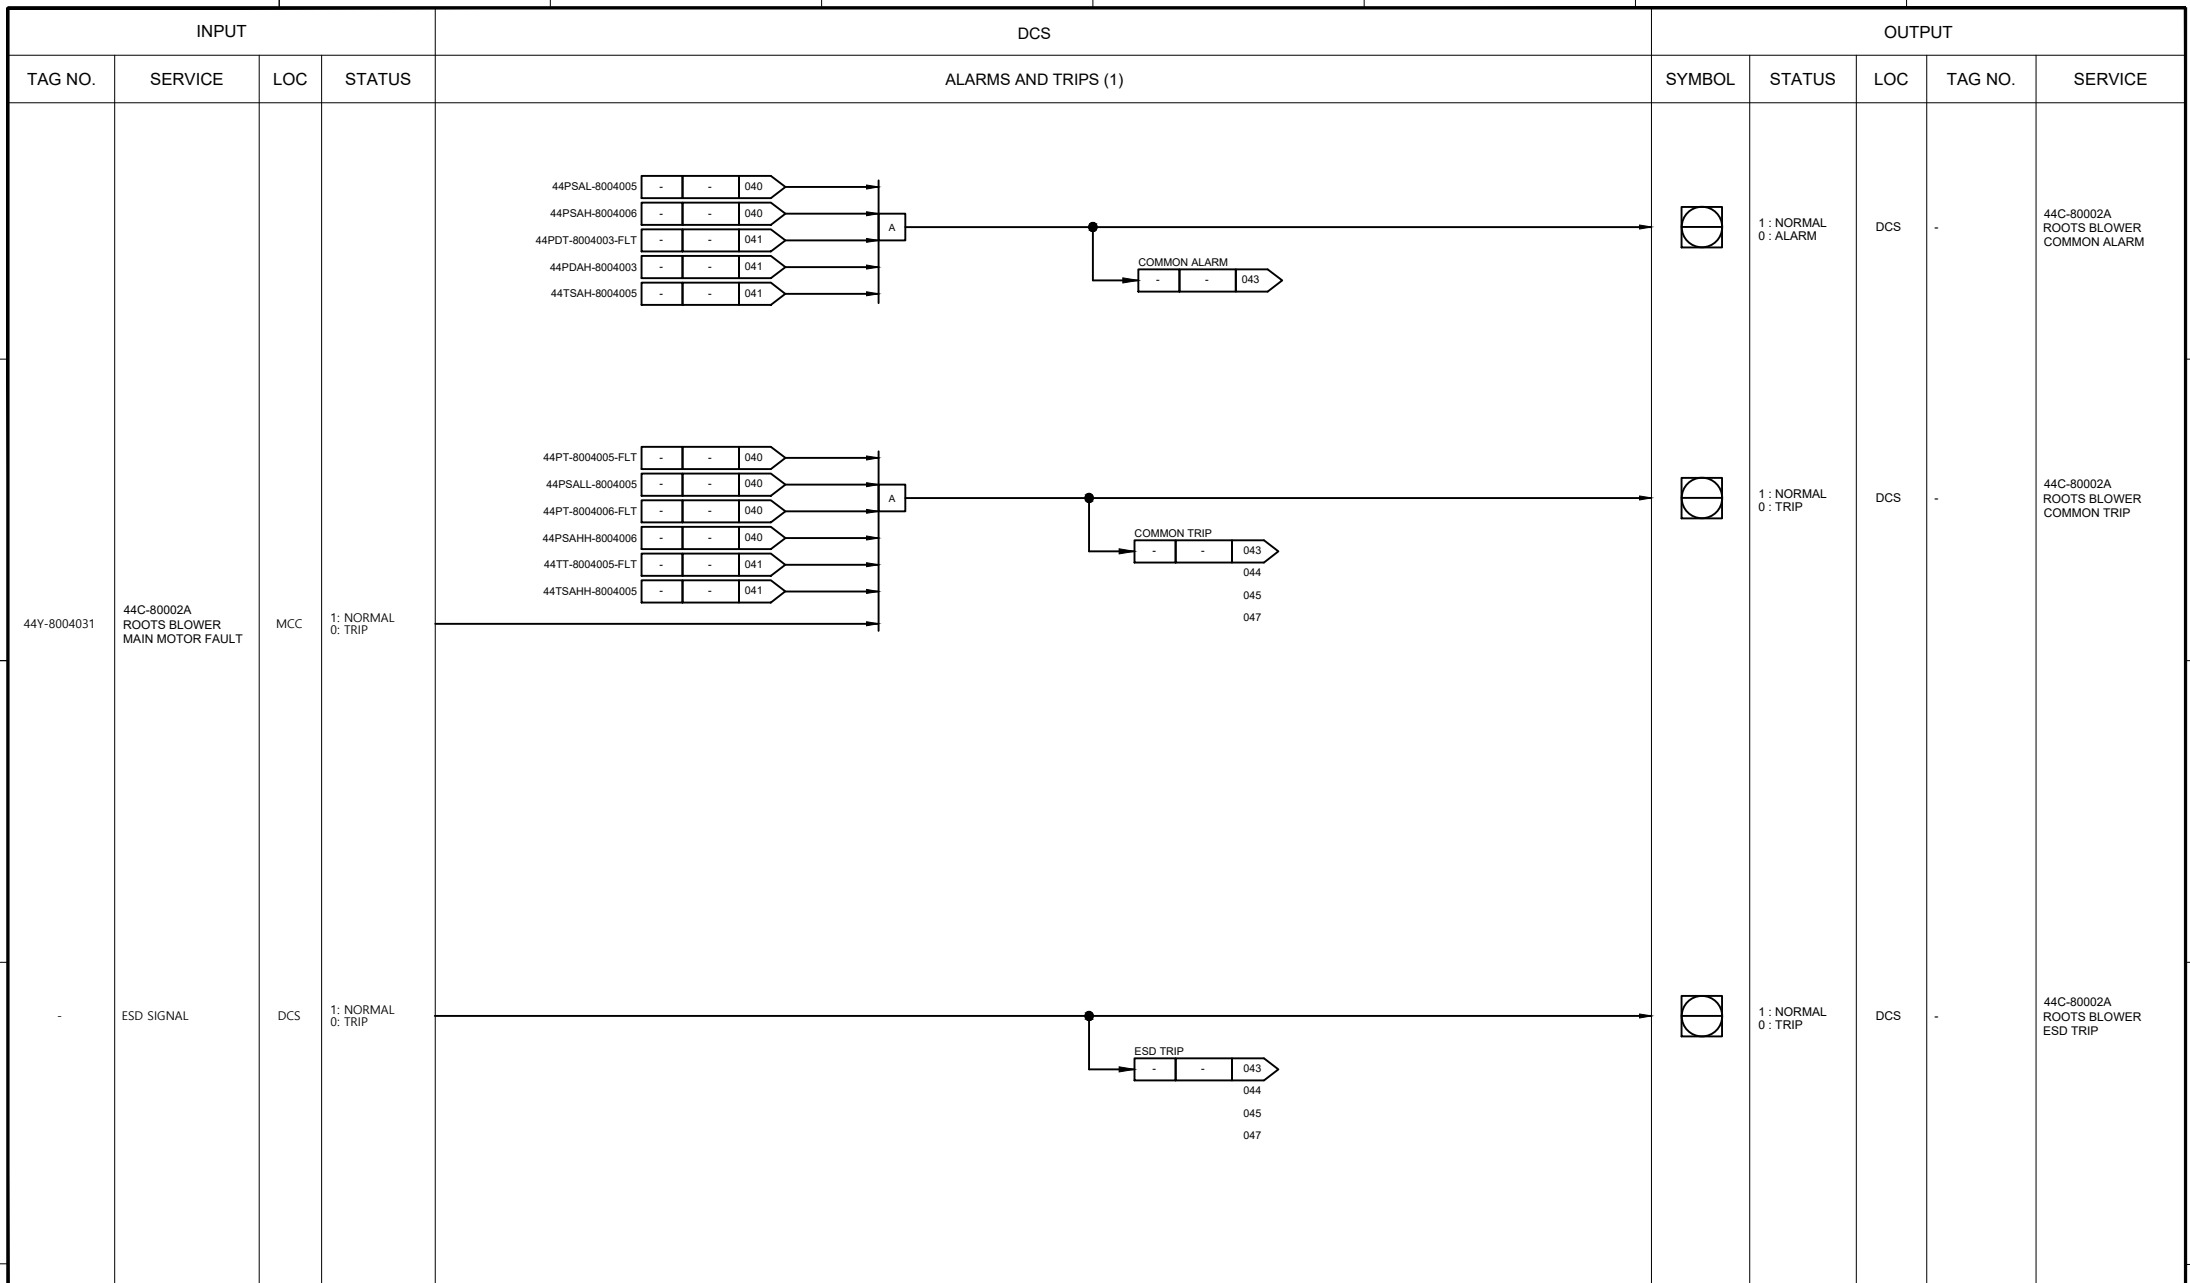 INPUT
DCS
OUTPUT
TAG NO.
SERVICE
LOC
STATUS
ALARMS AND TRIPS (1)
SYMBOL
STATUS
LOC
TAG NO.
SERVICE
44PSAL-8004005 - - 040
44PSAH-8004006 - - 040
44PDT-8004003-FLT - - 041
44PDAH-8004003 - - 041
44TSAH-8004005 - - 041
A
COMMON ALARM
- - 043
1 : NORMAL
0 : ALARM
DCS
-
44C-80002A
ROOTS BLOWER
COMMON ALARM
44PT-8004005-FLT - - 040
44PSALL-8004005 - - 040
44PT-8004006-FLT - - 040
44PSAHH-8004006 - - 040
44TT-8004005-FLT - - 041
44TSAHH-8004005 - - 041
A
COMMON TRIP
- - 043
044
045
047
1 : NORMAL
0 : TRIP
DCS
-
44C-80002A
ROOTS BLOWER
COMMON TRIP
44Y-8004031
44C-80002A
ROOTS BLOWER
MAIN MOTOR FAULT
MCC
1: NORMAL
0: TRIP
-
ESD SIGNAL
DCS
1: NORMAL
0: TRIP
ESD TRIP
- - 043
044
045
047
1 : NORMAL
0 : TRIP
DCS
-
44C-80002A
ROOTS BLOWER
ESD TRIP